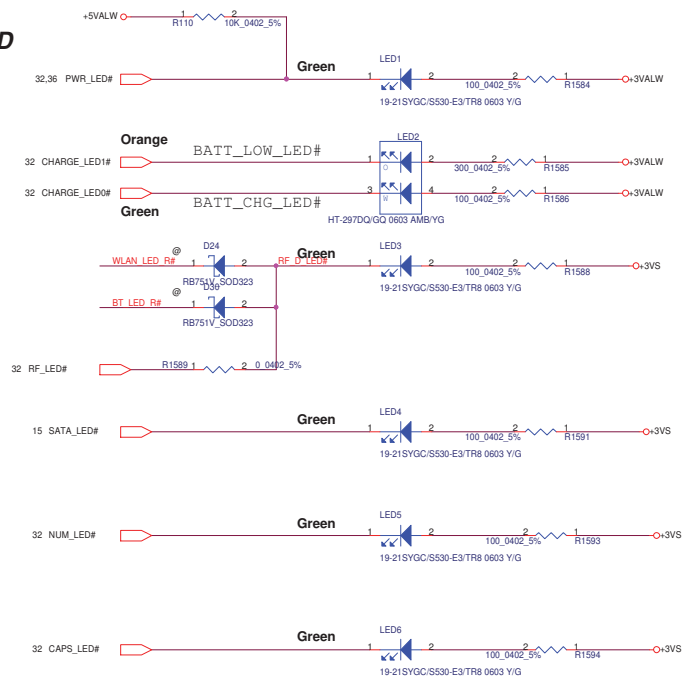 +5VALW
1 2
R110 10K_0402_5%
D
32,36 PWR_LED#
Green
LED1
1 2
2 1
100_0402_5% R1584
+3VALW
19-21SYGC/S530-E3/TR8 0603 Y/G
Orange
32 CHARGE_LED1#
BATT_LOW_LED#
LED2
1 O 2
2 1
300_0402_5% R1585
+3VALW
32 CHARGE_LED0#
Green
BATT_CHG_LED#
3 W 4
2 1
100_0402_5% R1586
+3VALW
HT-297DQ/GQ 0603 AMB/YG
@ D24
WLAN_LED_R# 1 2
RB751V_SOD323
RF_D_LED#
Green
LED3
1 2
2 1
100_0402_5% R1588
+3VS
19-21SYGC/S530-E3/TR8 0603 Y/G
@ D30
BT_LED_R# 1 2
RB751V_SOD323
32 RF_LED#
R1589 1 2 0_0402_5%
15 SATA_LED#
Green
LED4
1 2
2 1
100_0402_5% R1591
+3VS
19-21SYGC/S530-E3/TR8 0603 Y/G
32 NUM_LED#
Green
LED5
1 2
2 1
100_0402_5% R1593
+3VS
19-21SYGC/S530-E3/TR8 0603 Y/G
32 CAPS_LED#
Green
LED6
1 2
2 1
100_0402_5% R1594
+3VS
19-21SYGC/S530-E3/TR8 0603 Y/G